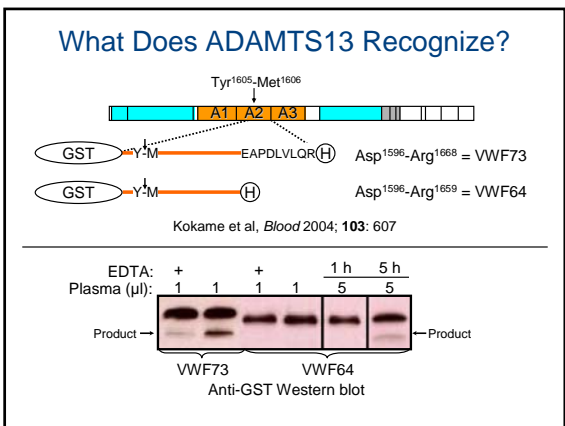 What Does ADAMTS13 Recognize?
Tyr¹⁶⁰⁵-Met¹⁶⁰⁶
A1 A2 A3
GST Y-M EAPDLVLQR H Asp¹⁵⁹⁶-Arg¹⁶⁶⁸ = VWF73
GST Y-M H Asp¹⁵⁹⁶-Arg¹⁶⁵⁹ = VWF64
Kokame et al, Blood 2004; 103: 607
EDTA: + + 1 h 5 h
Plasma (µl): 1 1 1 1 5 5
Product Product
VWF73 VWF64
Anti-GST Western blot